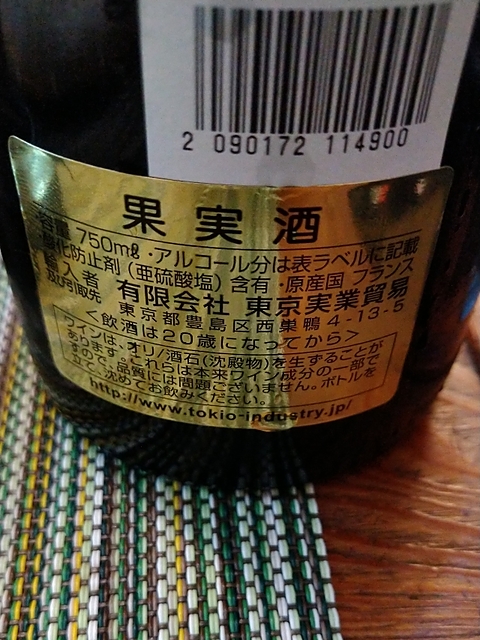 2 090172 114900
果実酒
容量 750mℓ・アルコール分は表ラベルに記載
酸化防止剤(亜硫酸塩)含有・原産国 フランス
輸入者 有限会社 東京実業貿易
及び引取先 東京都豊島区西巣鴨4-13-5
<飲酒は20歳になってから>
ワインは、オリ/酒石(沈殿物)を生ずることが
あります。これらは本来ワイン成分の一部で
すので、品質には問題ございません。ボトルを
立て、沈めてお飲みください。
http://www.tokio-industry.jp/